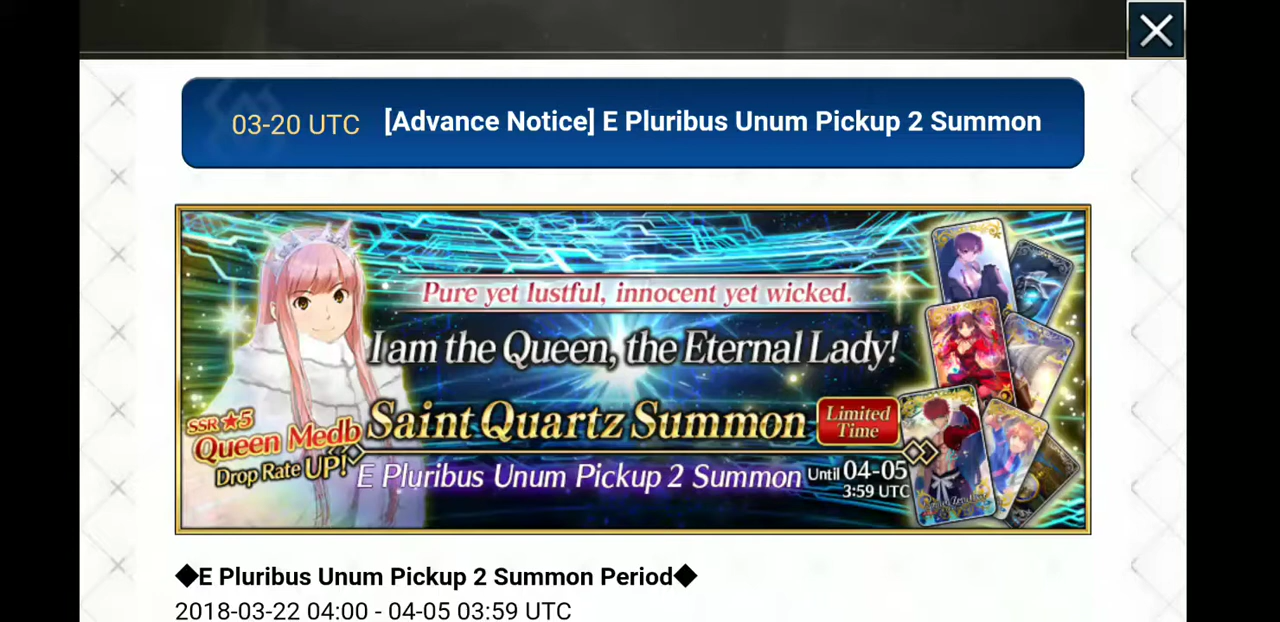 03-20 UTC [Advance Notice] E Pluribus Unum Pickup 2 Summon
Pure yet lustful, innocent yet wicked.
I am the Queen, the Eternal Lady!
SSR ★5
Queen Medb
Drop Rate UP!
Saint Quartz Summon
Limited
Time
E Pluribus Unum Pickup 2 Summon
Until 04-05
3:59 UTC
◆E Pluribus Unum Pickup 2 Summon Period◆
2018-03-22 04:00 - 04-05 03:59 UTC